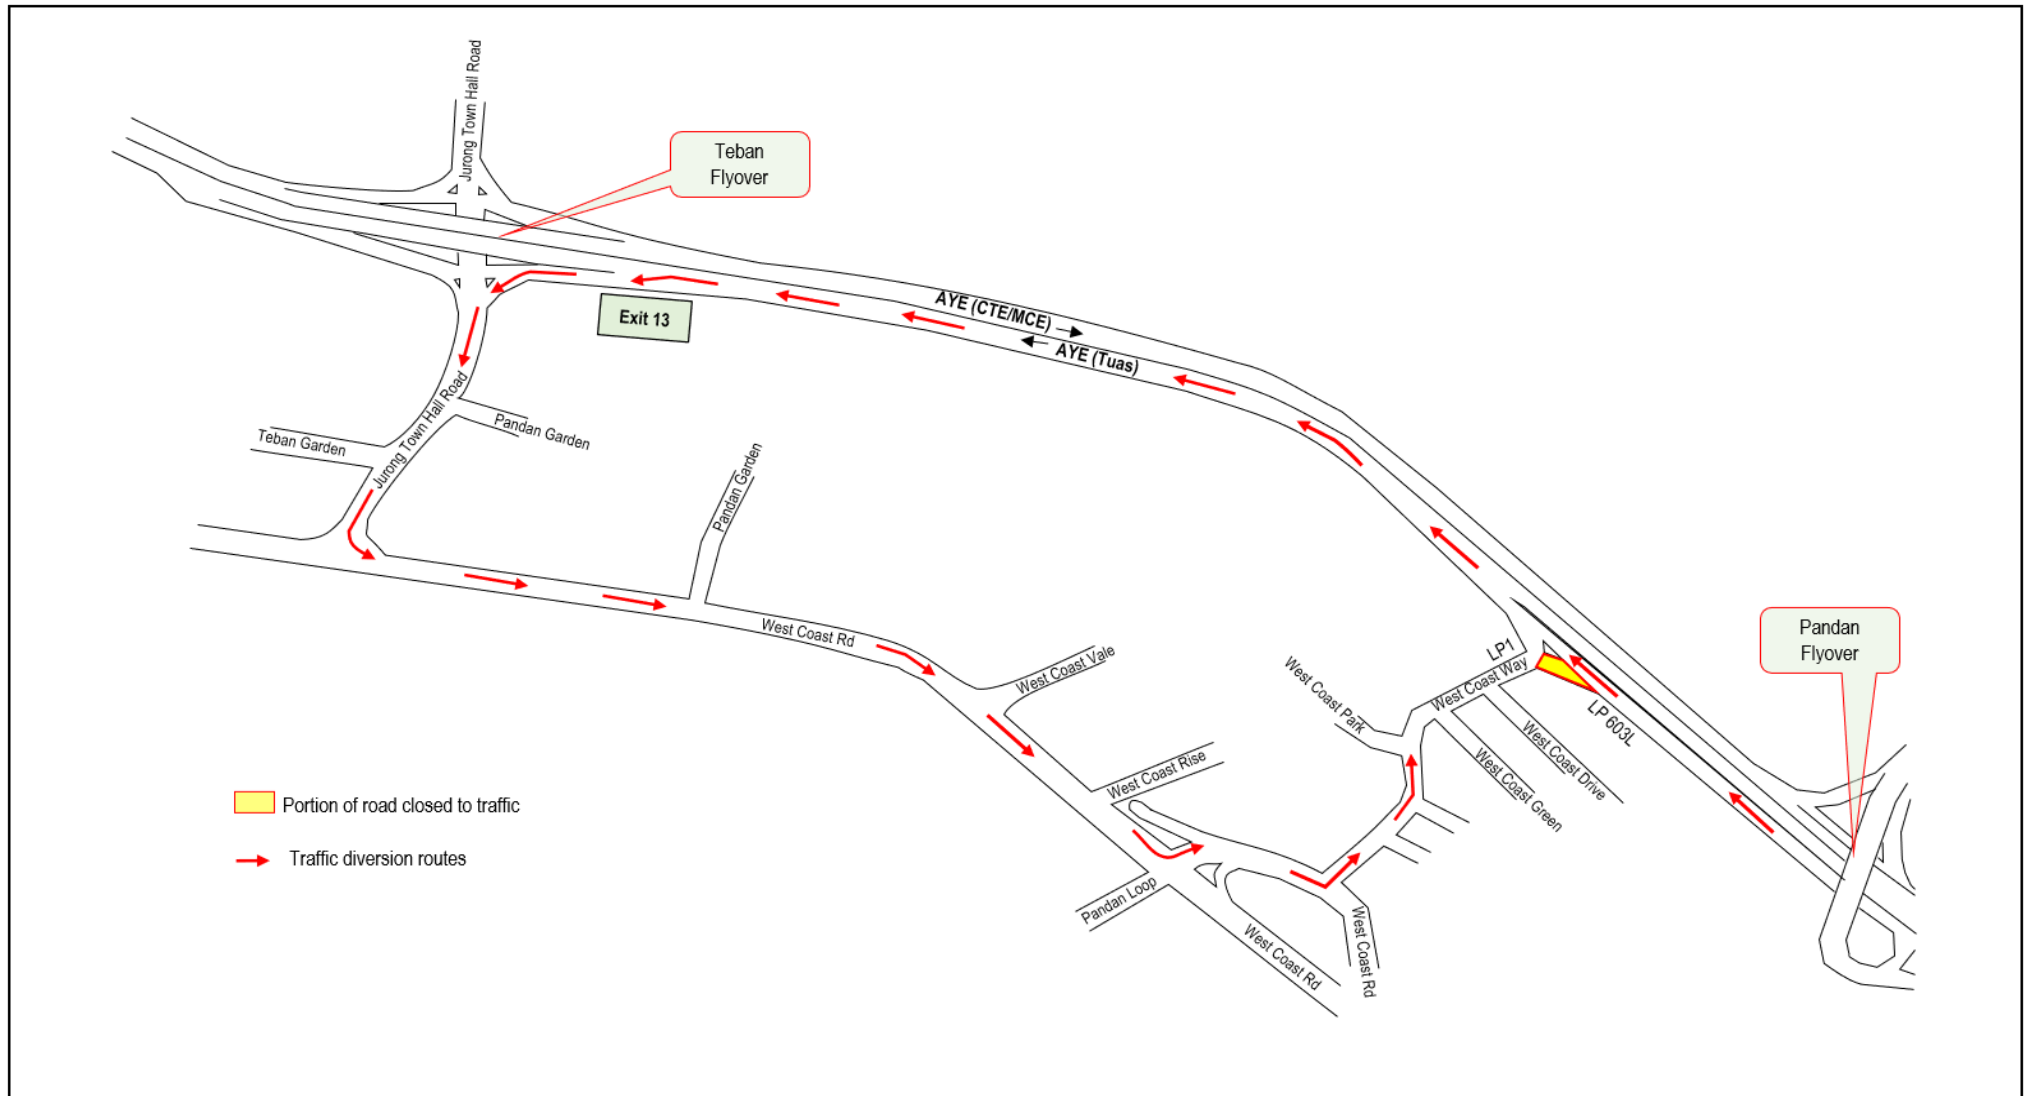 Jurong Town Hall Road
Teban
Flyover
AYE (CTE/MCE)
Exit 13
AYE (Tuas)
Jurong Town Hall Road
Pandan Garden
Teban Garden
Pandan Garden
West Coast Rd
West Coast Vale
LP1
Pandan
Flyover
West Coast Way
West Coast Park
LP 603L
West Coast Drive
West Coast Green
West Coast Rise
Portion of road closed to traffic
Traffic diversion routes
Pandan Loop
West Coast Rd
West Coast Rd